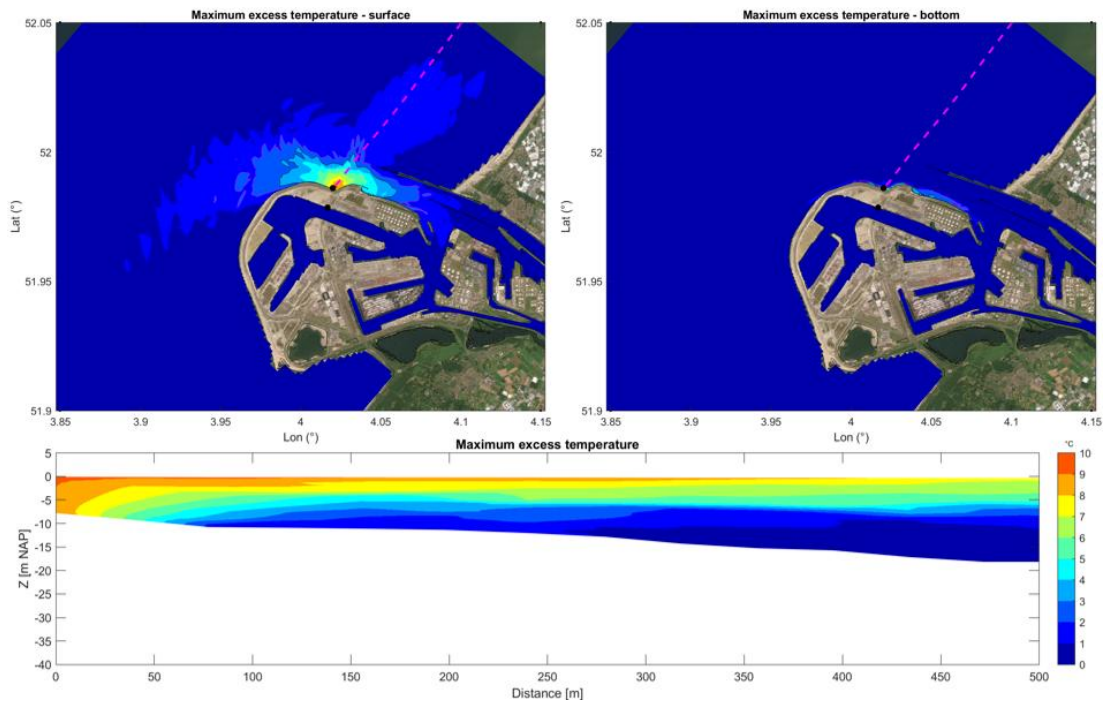 Maximum excess temperature - surface
52.05
52
51.95
51.9
Lat (°)
3.85 3.9 3.95 4 4.05 4.1 4.15
Lon (°)
Maximum excess temperature - bottom
52.05
52
51.95
51.9
Lat (°)
3.85 3.9 3.95 4 4.05 4.1 4.15
Lon (°)
Maximum excess temperature
5
0
-5
-10
-15
-20
-25
-30
-35
-40
Z [m NAP]
0 50 100 150 200 250 300 350 400 450 500
Distance [m]
°C
10
9
8
7
6
5
4
3
2
1
0